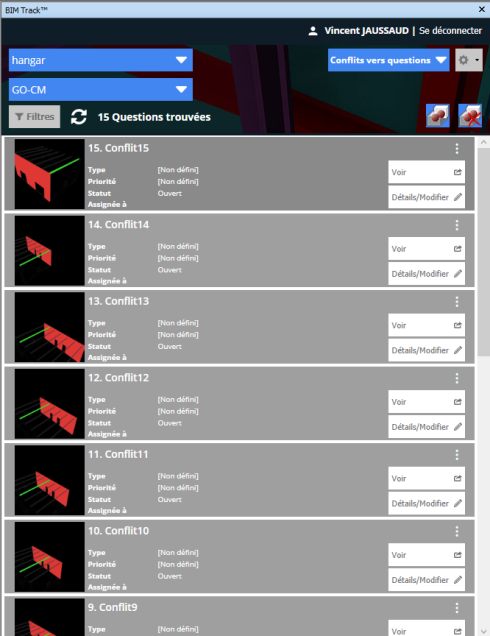 BIM Track™
Vincent JAUSSAUD | Se déconnecter
hangar
Conflits vers questions
GO-CM
Filtres
15 Questions trouvées
15. Conflit15
Type [Non défini]
Voir
Priorité [Non défini]
Statut Ouvert
Détails/Modifier
Assignée à
14. Conflit14
Type [Non défini]
Voir
Priorité [Non défini]
Statut Ouvert
Détails/Modifier
Assignée à
13. Conflit13
Type [Non défini]
Voir
Priorité [Non défini]
Statut Ouvert
Détails/Modifier
Assignée à
12. Conflit12
Type [Non défini]
Voir
Priorité [Non défini]
Statut Ouvert
Détails/Modifier
Assignée à
11. Conflit11
Type [Non défini]
Voir
Priorité [Non défini]
Statut Ouvert
Détails/Modifier
Assignée à
10. Conflit10
Type [Non défini]
Voir
Priorité [Non défini]
Statut Ouvert
Détails/Modifier
Assignée à
9. Conflit9
Type [Non défini]
Voir